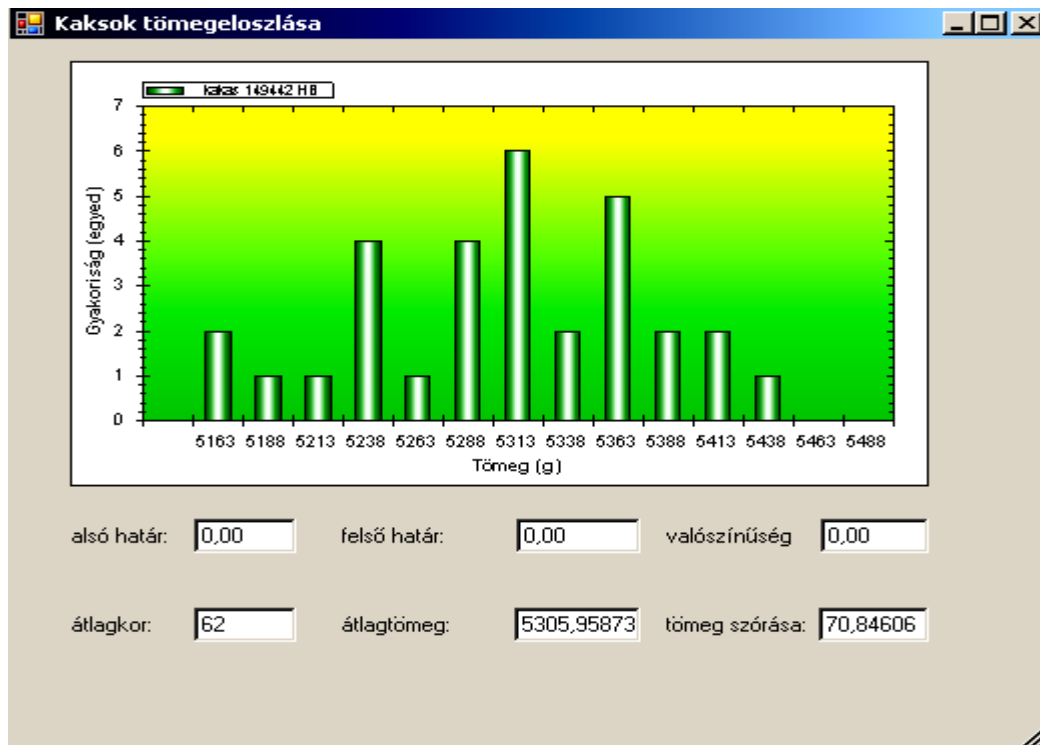 Kaksok tömegeloszlása
kakas 149442 HB
7
6
5
4
3
2
1
0
Gyakoriság (egyed)
5163 5188 5213 5238 5263 5288 5313 5338 5363 5388 5413 5438 5463 5488
Tömeg (g)
alsó határ: 0,00 felső határ: 0,00 valószínűség 0,00
átlagkor: 62 átlagtömeg: 5305,95873 tömeg szórása: 70,84606